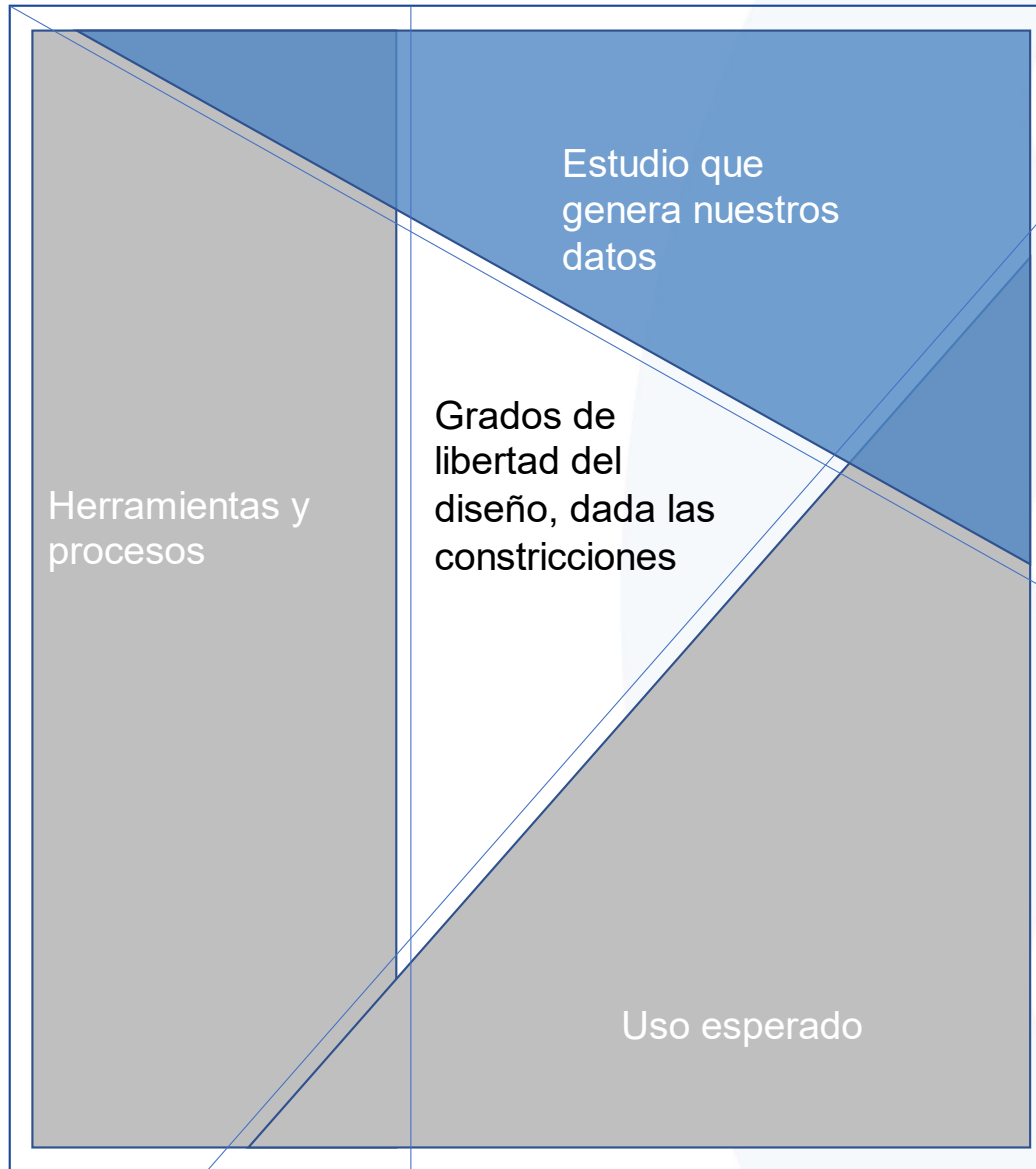 Estudio que
genera nuestros
datos
Grados de
libertad del
diseño, dada las
constricciones
Herramientas y
procesos
Uso esperado